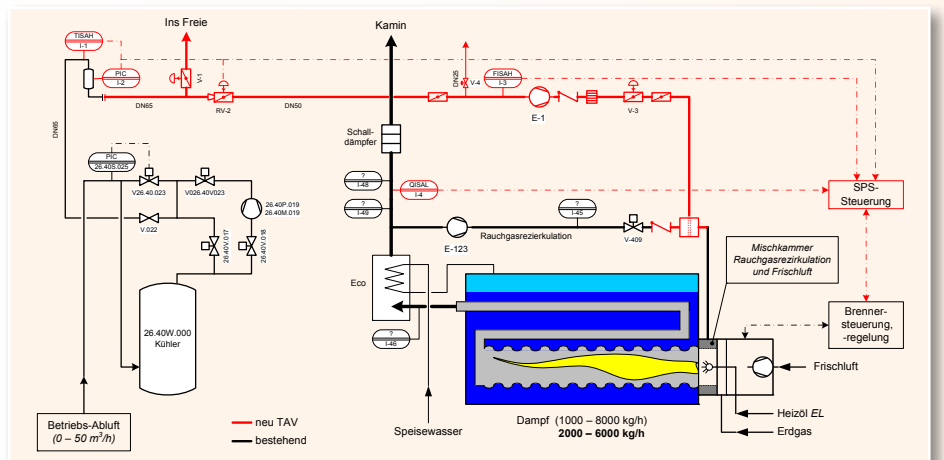 Ins Freie
Kamin
TISAH
I-1
PIC
I-2
V-1
RV-2
DN65
DN50
DN25
V-4
FISAH
I-3
E-1
V-3
DN65
Schall-
dämpfer
PIC
26.40S.025
V26.40.023
V026.40V023
26.40P.019
26.40M.019
V.022
26.40V.017
26.40V.018
?
I-48
QISAL
I-4
?
I-49
?
I-45
SPS-
Steuerung
E-123
Rauchgasrezierkulation
V-409
Mischkammer
Rauchgasrezirkulation
und Frischluft
Eco
26.40W.000
Kühler
?
I-46
Brenner-
steuerung,
-regelung
Frischluft
Betriebs-Abluft
(0 – 50 m³/h)
neu TAV
bestehend
Speisewasser
Dampf (1000 – 8000 kg/h)
2000 – 6000 kg/h
Heizöl EL
Erdgas